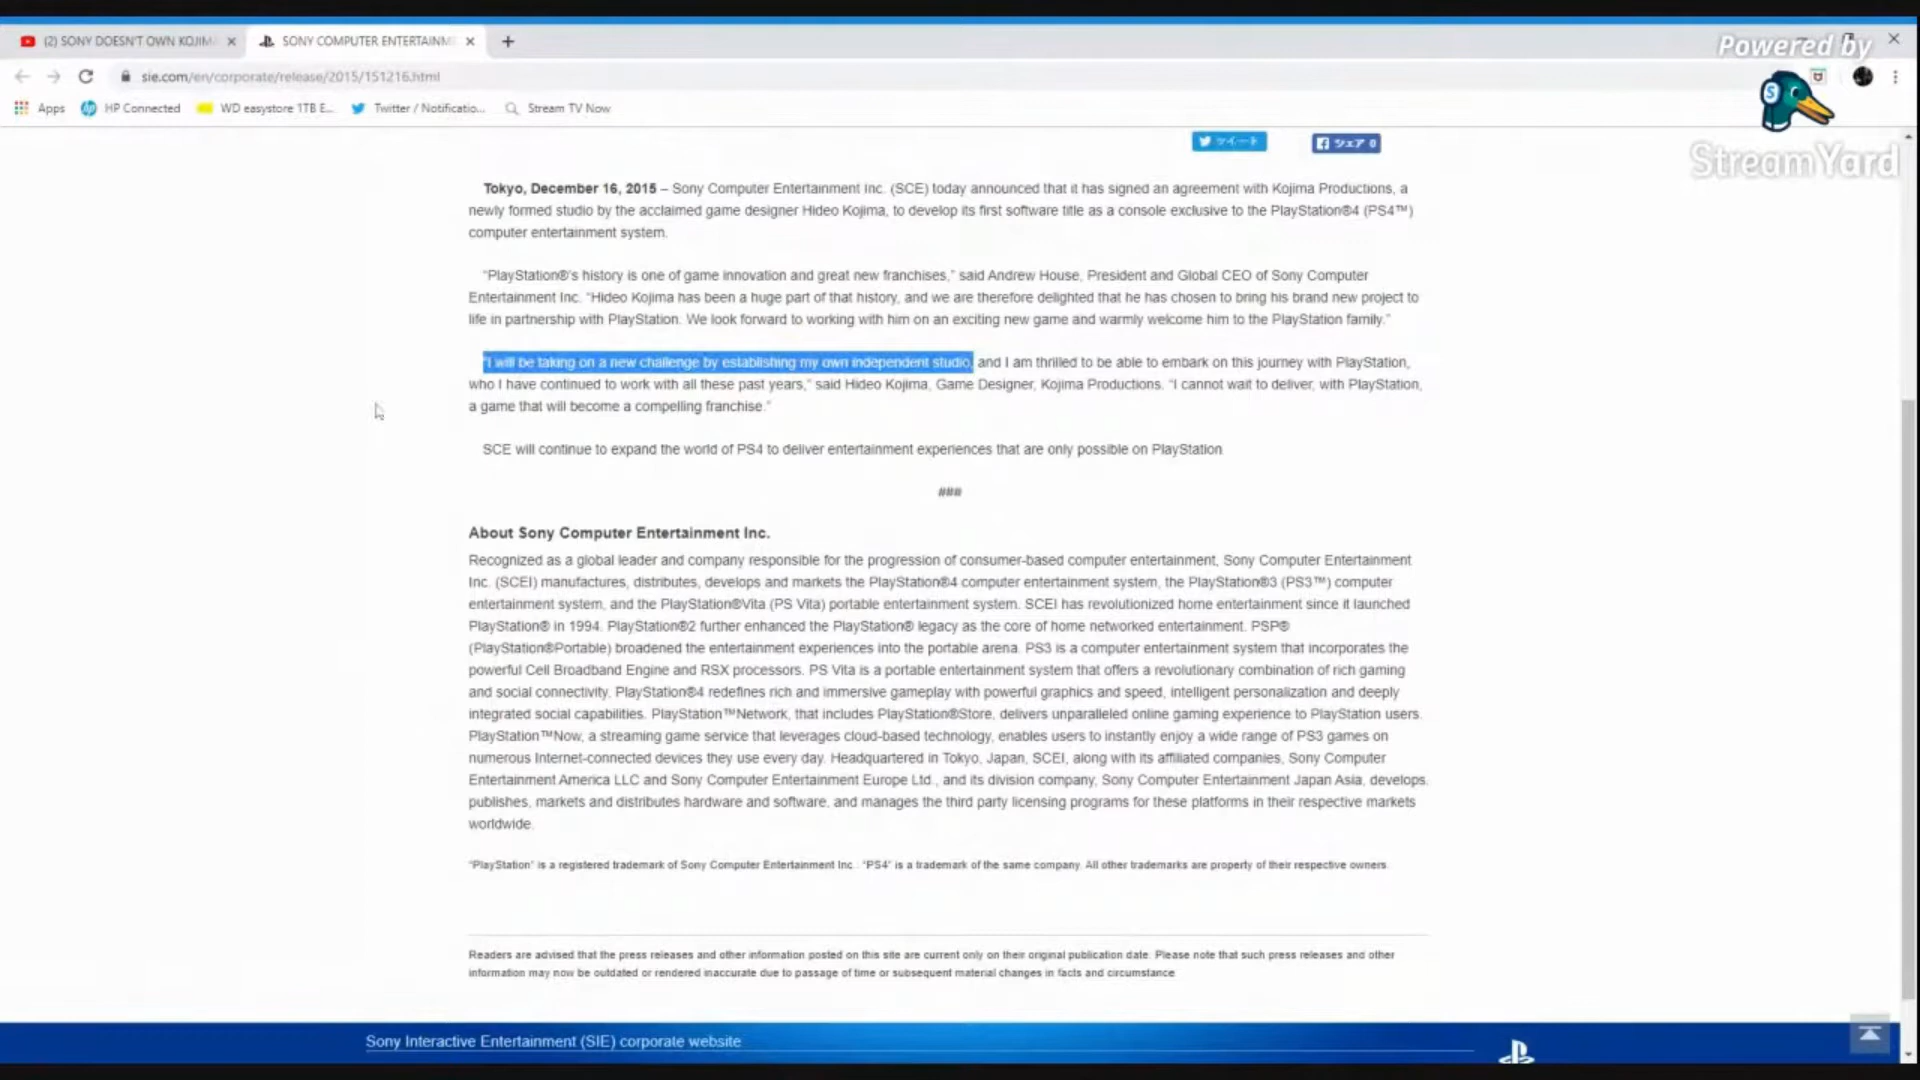 (2) SONY DOESN'T OWN KOJIM
SONY COMPUTER ENTERTAINM
Powered by
sie.com/en/corporate/release/2015/151216.html
Apps HP Connected WD easystore 1TB E... Twitter / Notificatio... Stream TV Now
StreamYard
ツイート シェア 0
Tokyo, December 16, 2015 – Sony Computer Entertainment Inc. (SCE) today announced that it has signed an agreement with Kojima Productions, a
newly formed studio by the acclaimed game designer Hideo Kojima, to develop its first software title as a console exclusive to the PlayStation®4 (PS4™)
computer entertainment system.
“PlayStation®'s history is one of game innovation and great new franchises,” said Andrew House, President and Global CEO of Sony Computer
Entertainment Inc. “Hideo Kojima has been a huge part of that history, and we are therefore delighted that he has chosen to bring his brand new project to
life in partnership with PlayStation. We look forward to working with him on an exciting new game and warmly welcome him to the PlayStation family.”
“I will be taking on a new challenge by establishing my own independent studio, and I am thrilled to be able to embark on this journey with PlayStation,
who I have continued to work with all these past years,” said Hideo Kojima, Game Designer, Kojima Productions. “I cannot wait to deliver, with PlayStation,
a game that will become a compelling franchise.”
SCE will continue to expand the world of PS4 to deliver entertainment experiences that are only possible on PlayStation
###
About Sony Computer Entertainment Inc.
Recognized as a global leader and company responsible for the progression of consumer-based computer entertainment, Sony Computer Entertainment
Inc. (SCEI) manufactures, distributes, develops and markets the PlayStation®4 computer entertainment system, the PlayStation®3 (PS3™) computer
entertainment system, and the PlayStation®Vita (PS Vita) portable entertainment system. SCEI has revolutionized home entertainment since it launched
PlayStation® in 1994. PlayStation®2 further enhanced the PlayStation® legacy as the core of home networked entertainment. PSP®
(PlayStation®Portable) broadened the entertainment experiences into the portable arena. PS3 is a computer entertainment system that incorporates the
powerful Cell Broadband Engine and RSX processors. PS Vita is a portable entertainment system that offers a revolutionary combination of rich gaming
and social connectivity. PlayStation®4 redefines rich and immersive gameplay with powerful graphics and speed, intelligent personalization and deeply
integrated social capabilities. PlayStation™Network, that includes PlayStation®Store, delivers unparalleled online gaming experience to PlayStation users.
PlayStation™Now, a streaming game service that leverages cloud-based technology, enables users to instantly enjoy a wide range of PS3 games on
numerous Internet-connected devices they use every day. Headquartered in Tokyo, Japan, SCEI, along with its affiliated companies, Sony Computer
Entertainment America LLC and Sony Computer Entertainment Europe Ltd., and its division company, Sony Computer Entertainment Japan Asia, develops,
publishes, markets and distributes hardware and software, and manages the third party licensing programs for these platforms in their respective markets
worldwide.
“PlayStation” is a registered trademark of Sony Computer Entertainment Inc.. “PS4” is a trademark of the same company. All other trademarks are property of their respective owners.
Readers are advised that the press releases and other information posted on this site are current only on their original publication date. Please note that such press releases and other
information may now be outdated or rendered inaccurate due to passage of time or subsequent material changes in facts and circumstance
Sony Interactive Entertainment (SIE) corporate website